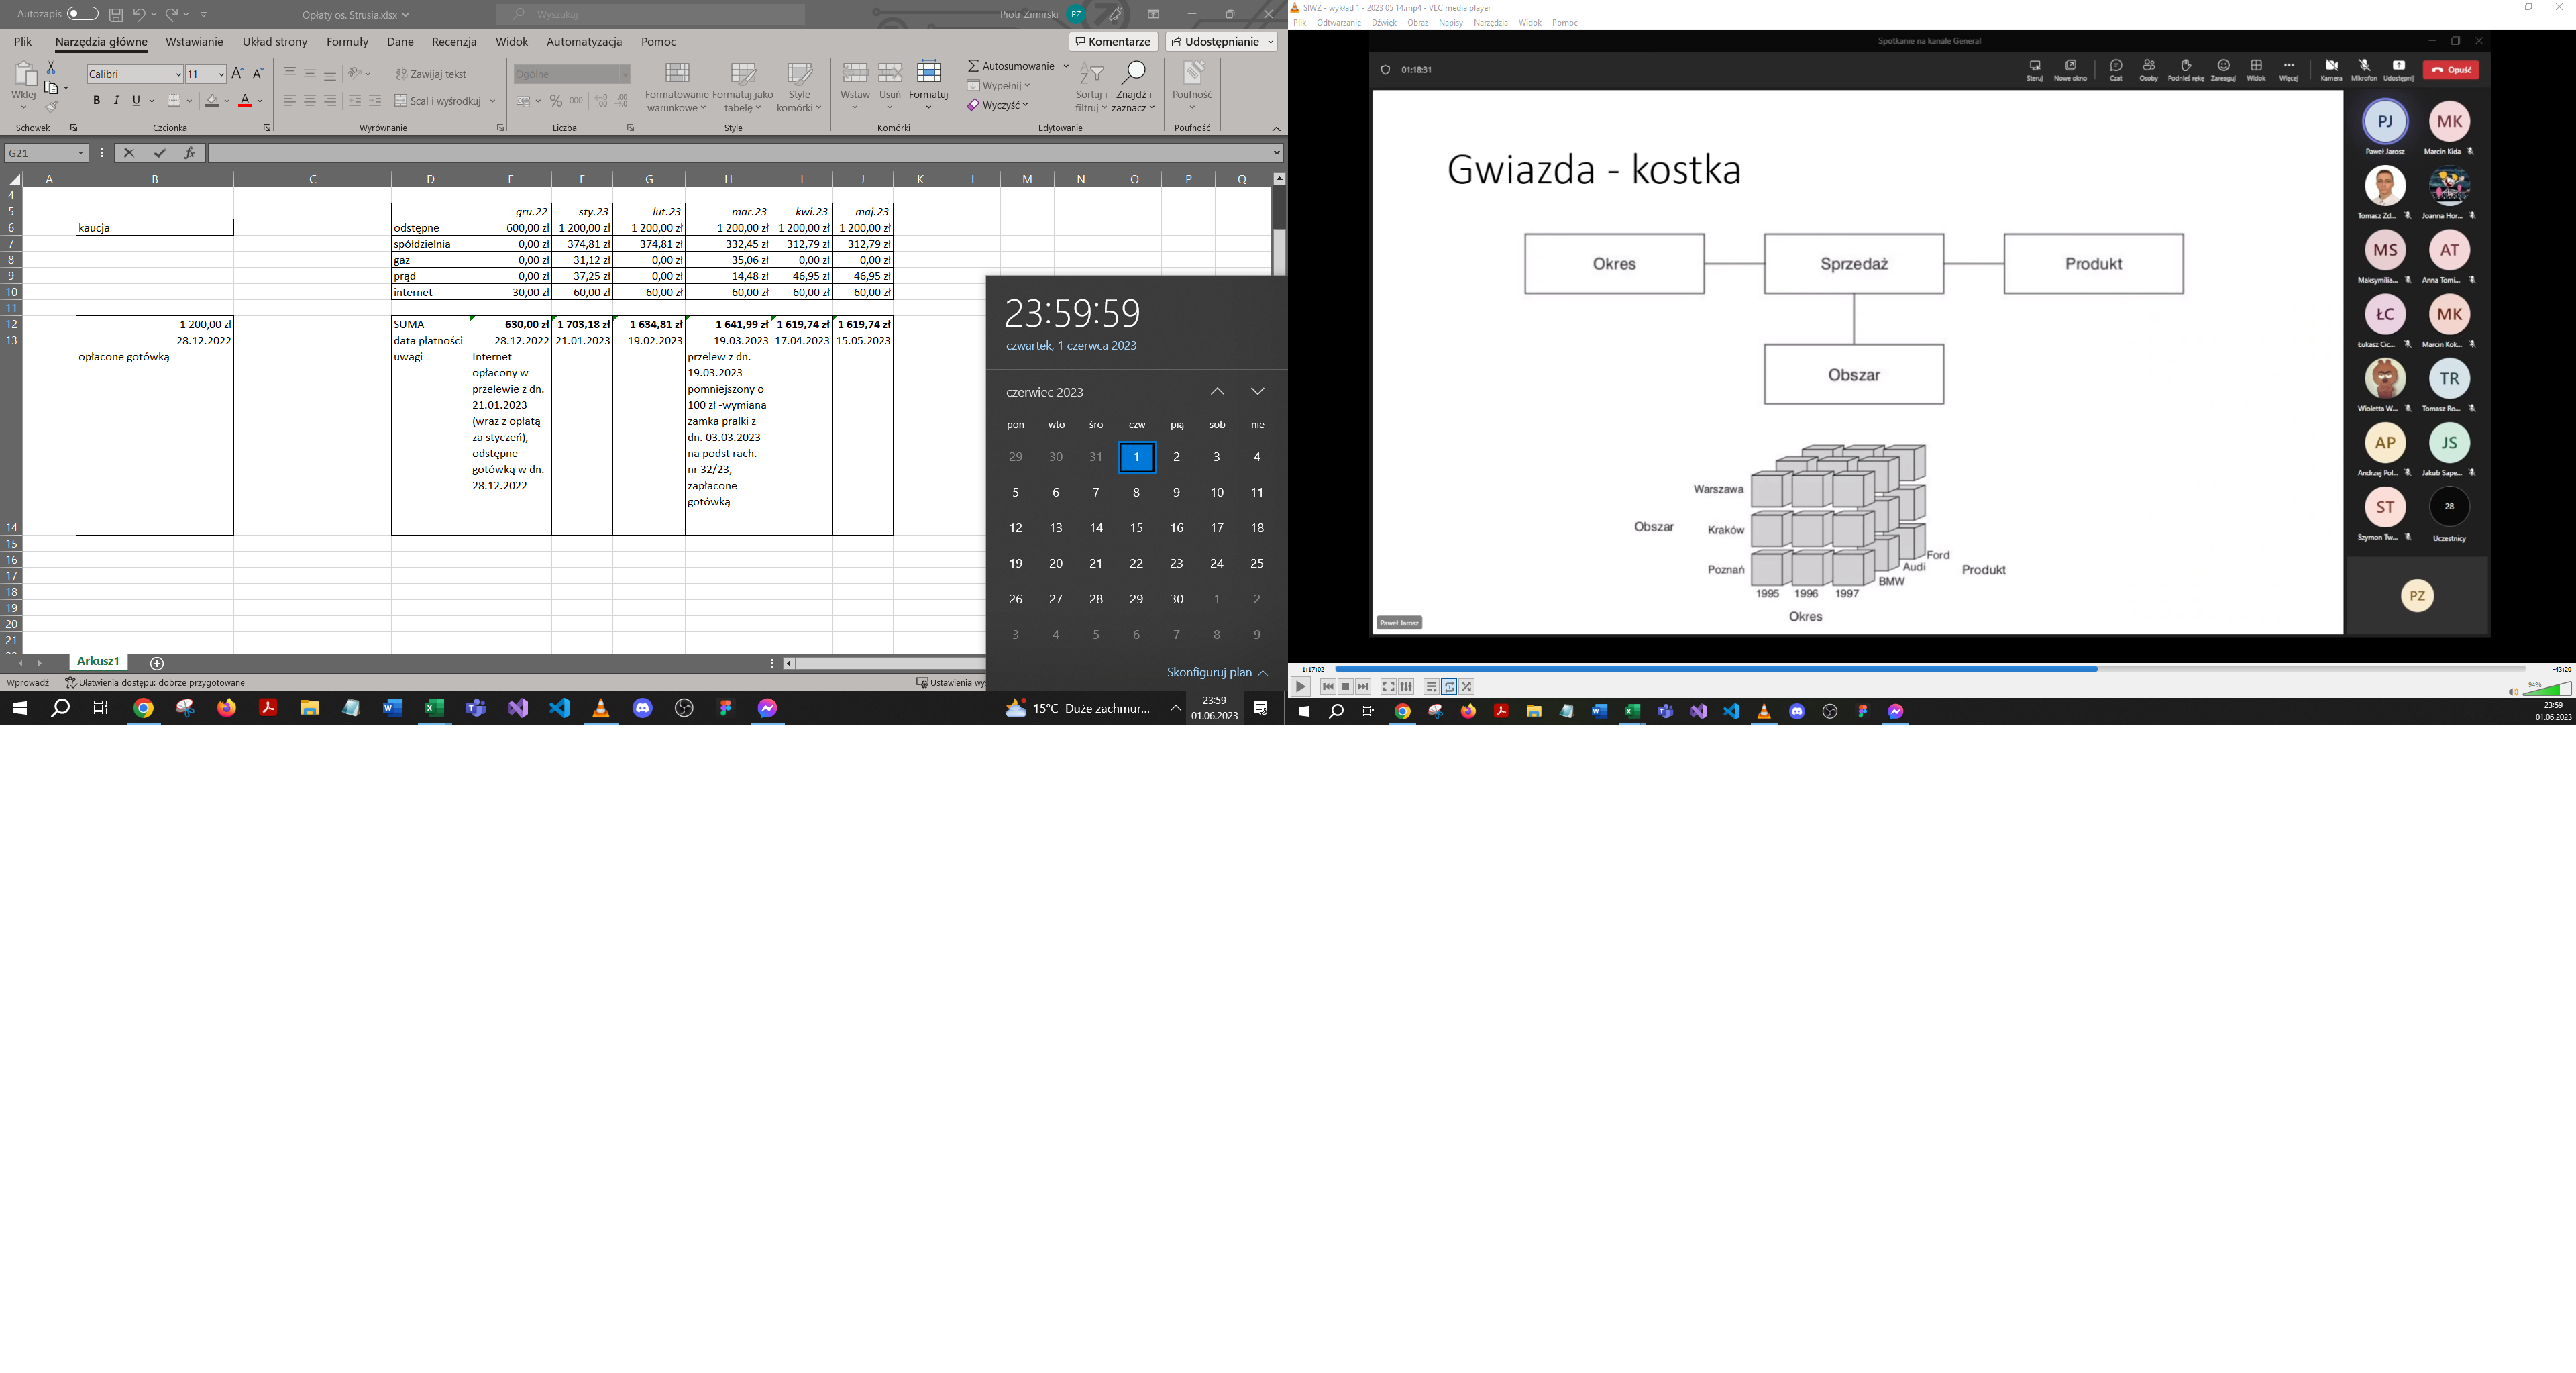 Autozapis
Opłaty os. Strusia.xlsx
Wyszukaj
Piotr Zimirski
PZ
Plik Narzędzia główne Wstawianie Układ strony Formuły Dane Recenzja Widok Automatyzacja Pomoc
Komentarze Udostępnianie
Wklej
Schowek
Calibri 11
B I U
Czcionka
Zawijaj tekst
Scal i wyśrodkuj
Wyrównanie
Ogólne
% 000
Liczba
Formatowanie warunkowe
Formatuj jako tabelę
Style komórki
Style
Wstaw Usuń Formatuj
Komórki
Autosumowanie
Wypełnij
Wyczyść
Sortuj i filtruj
Znajdź i zaznacz
Edytowanie
Poufność
Poufność
G21
fx
A B C D E F G H I J K L M N O P Q
4
5 gru.22 sty.23 lut.23 mar.23 kwi.23 maj.23
6 kaucja odstępne 600,00 zł 1 200,00 zł 1 200,00 zł 1 200,00 zł 1 200,00 zł 1 200,00 zł
7 spółdzielnia 0,00 zł 374,81 zł 374,81 zł 332,45 zł 312,79 zł 312,79 zł
8 gaz 0,00 zł 31,12 zł 0,00 zł 35,06 zł 0,00 zł 0,00 zł
9 prąd 0,00 zł 37,25 zł 0,00 zł 14,48 zł 46,95 zł 46,95 zł
10 internet 30,00 zł 60,00 zł 60,00 zł 60,00 zł 60,00 zł 60,00 zł
11
12 1 200,00 zł SUMA 630,00 zł 1 703,18 zł 1 634,81 zł 1 641,99 zł 1 619,74 zł 1 619,74 zł
13 28.12.2022 data płatności 28.12.2022 21.01.2023 19.02.2023 19.03.2023 17.04.2023 15.05.2023
opłacone gotówką
uwagi
Internet
opłacony w
przelewie z dn.
21.01.2023
(wraz z opłatą
za styczeń),
odstępne
gotówką w dn.
28.12.2022
przelew z dn.
19.03.2023
pomniejszony o
100 zł -wymiana
zamka pralki z
dn. 03.03.2023
na podst rach.
nr 32/23,
zapłacone
gotówką
14
15
16
17
18
19
20
21
Arkusz1
Wprowadź Ułatwienia dostępu: dobrze przygotowane
Ustawienia wy
23:59:59
czwartek, 1 czerwca 2023
czerwiec 2023
pon wto śro czw pią sob nie
29 30 31 1 2 3 4
5 6 7 8 9 10 11
12 13 14 15 16 17 18
19 20 21 22 23 24 25
26 27 28 29 30 1 2
3 4 5 6 7 8 9
Skonfiguruj plan
15°C Duże zachmur...
23:59
01.06.2023
SIWZ - wykład 1 - 2023 05 14.mp4 - VLC media player
Plik Odtwarzanie Dźwięk Obraz Napisy Narzędzia Widok Pomoc
Spotkanie na kanale General
01:18:31
Steruj Nowe okno Czat Osoby Podnieś rękę Zareaguj Widok Więcej Kamera Mikrofon Udostępnij Opuść
Gwiazda - kostka
Okres Sprzedaż Produkt
Obszar
Warszawa
Obszar Kraków
Poznań
Ford
Audi
BMW
Produkt
1995 1996 1997
Okres
Paweł Jarosz
PJ MK
Paweł Jarosz Marcin Kida
Tomasz Zd... Joanna Hor...
MS AT
Maksymilia... Anna Tomi...
ŁC MK
Łukasz Cic... Marcin Kok...
TR
Wioletta W... Tomasz Ro...
AP JS
Andrzej Pol... Jakub Sape...
ST 28
Szymon Tw... Uczestnicy
PZ
1:17:02 -43:20
94%
23:59
01.06.2023